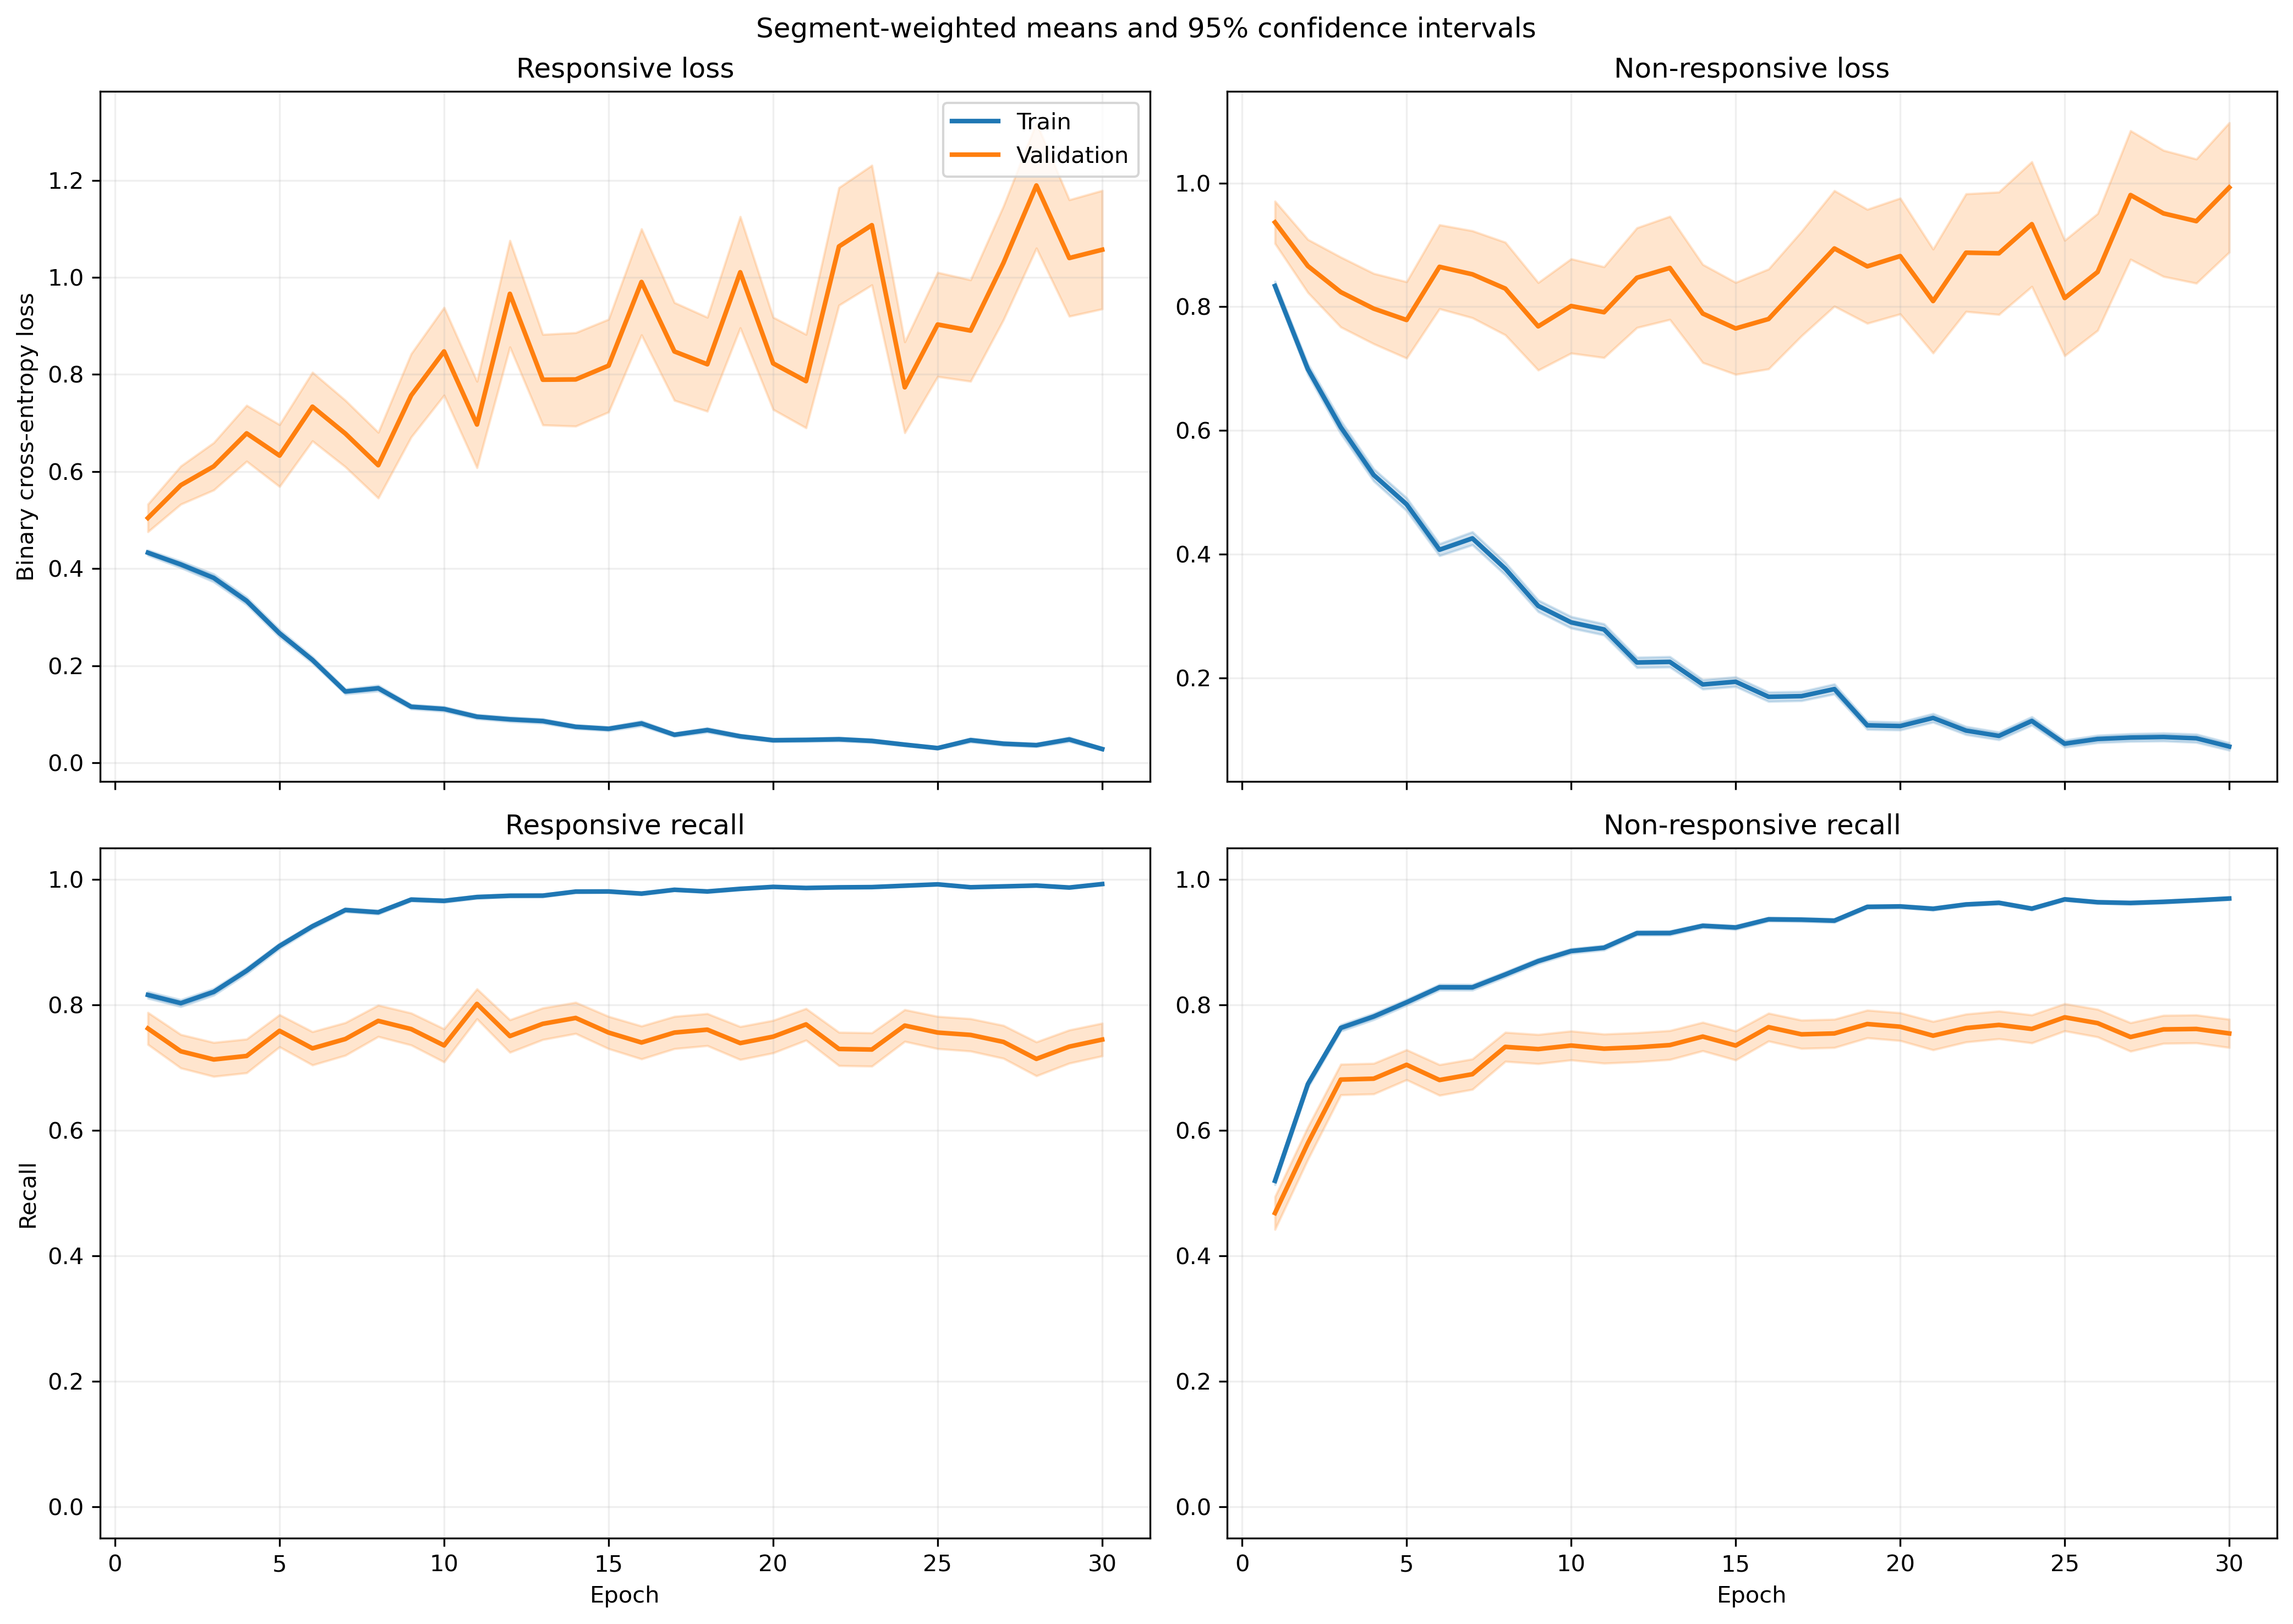 Segment-weighted means and 95% confidence intervals
Responsive loss
Non-responsive loss
Train
Validation
Binary cross-entropy loss
1.2
1.0
0.8
0.6
0.4
0.2
0.0
1.0
0.8
0.6
0.4
0.2
Responsive recall
Non-responsive recall
Recall
1.0
0.8
0.6
0.4
0.2
0.0
1.0
0.8
0.6
0.4
0.2
0.0
0 5 10 15 20 25 30
0 5 10 15 20 25 30
Epoch
Epoch